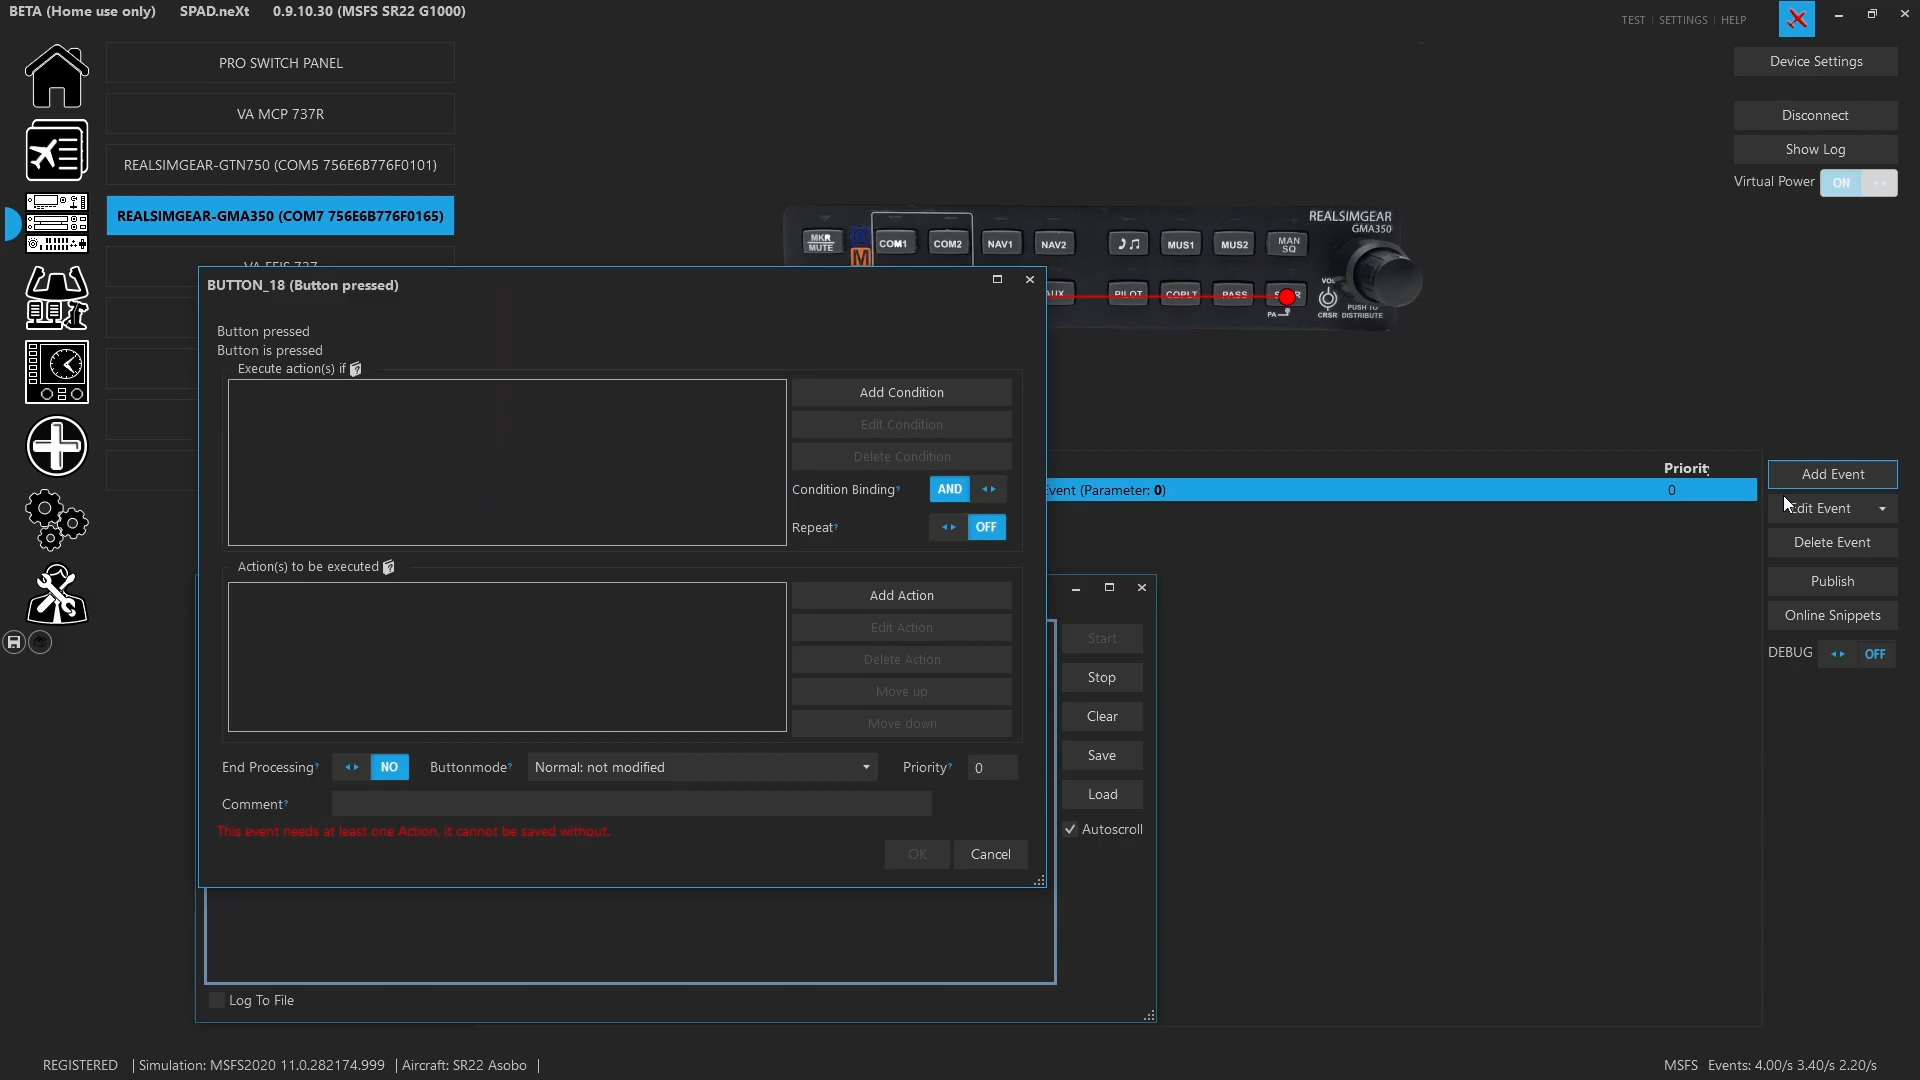 BETA (Home use only) SPAD.neXt 0.9.10.30 (MSFS SR22 G1000)
TEST | SETTINGS | HELP
PRO SWITCH PANEL
VA MCP 737R
REALSIMGEAR-GTN750 (COM5 756E6B776F0101)
REALSIMGEAR-GMA350 (COM7 756E6B776F0165)
Device Settings
Disconnect
Show Log
Virtual Power ON
REALSIMGEAR
GMA350
MKR MUTE
COM1
COM2
NAV1
NAV2
MUS1
MUS2
MAN SQ
M
PILOT
COPLT
PASS
PA
VOL
CRSR
PUSH TO DISTRIBUTE
BUTTON_18 (Button pressed)
Button pressed
Button is pressed
Execute action(s) if
Add Condition
Edit Condition
Delete Condition
Condition Binding? AND
Repeat? OFF
Action(s) to be executed
Add Action
Edit Action
Delete Action
Move up
Move down
End Processing? NO
Buttonmode? Normal: not modified
Priority? 0
Comment?
This event needs at least one Action. it cannot be saved without.
OK
Cancel
Priority
(Parameter: 0)
0
Add Event
Edit Event
Delete Event
Publish
Online Snippets
DEBUG OFF
Start
Stop
Clear
Save
Load
Autoscroll
Log To File
REGISTERED | Simulation: MSFS2020 11.0.282174.999 | Aircraft: SR22 Asobo |
MSFS Events: 4.00/s 3.40/s 2.20/s